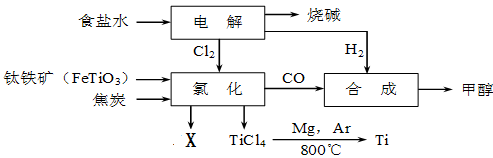 食盐水 电解 烧碱
Cl₂ H₂
钛铁矿（FeTiO₃） 氯化 CO 合成 甲醇
焦炭
X TiCl₄ Mg，Ar Ti
800℃